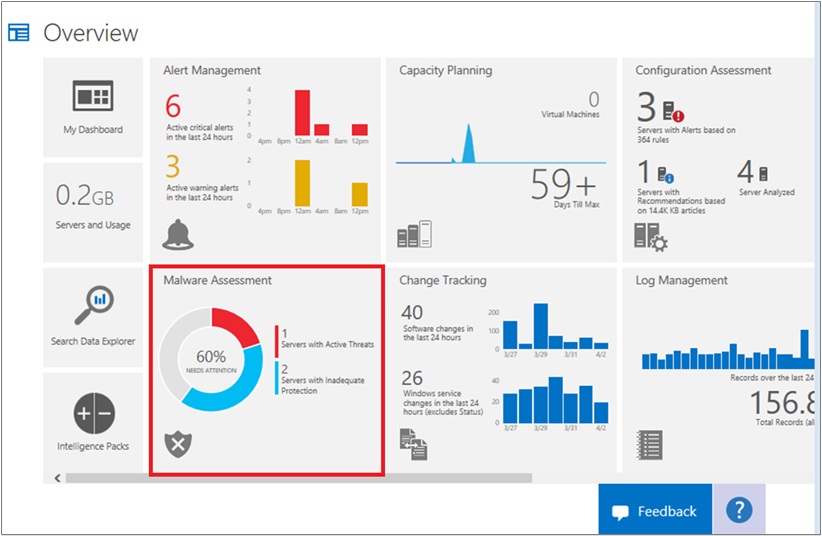 Overview
My Dashboard
0.2GB
Servers and Usage
Search Data Explorer
Intelligence Packs
Alert Management
6
Active critical alerts
in the last 24 hours
4
3
2
1
0
4pm 8pm 12am 4am 8am 12pm
3
Active warning alerts
in the last 24 hours
2
1
0
4pm 8pm 12am 4am 8am 12pm
Capacity Planning
0
Virtual Machines
59+
Days Till Max
Configuration Assessment
3
Servers with Alerts based on
364 rules
1
Servers with
Recommendations based
on 14.4K KB articles
4
Server Analyzed
Malware Assessment
60%
NEEDS ATTENTION
1
Servers with Active Threats
2
Servers with Inadequate
Protection
Change Tracking
40
Software changes in
the last 24 hours
200
100
0
3/27 3/29 3/31 4/2
26
Windows service
changes in the last 24
hours (excludes Status)
40
20
0
3/27 3/29 3/31 4/2
Log Management
Records over the last 24
156.8
Total Records (al
Feedback
?